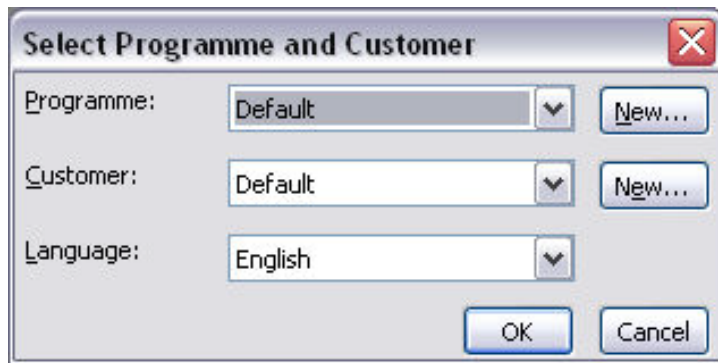 Select Programme and Customer
Programme: Default New...
Customer: Default New...
Language: English
OK Cancel